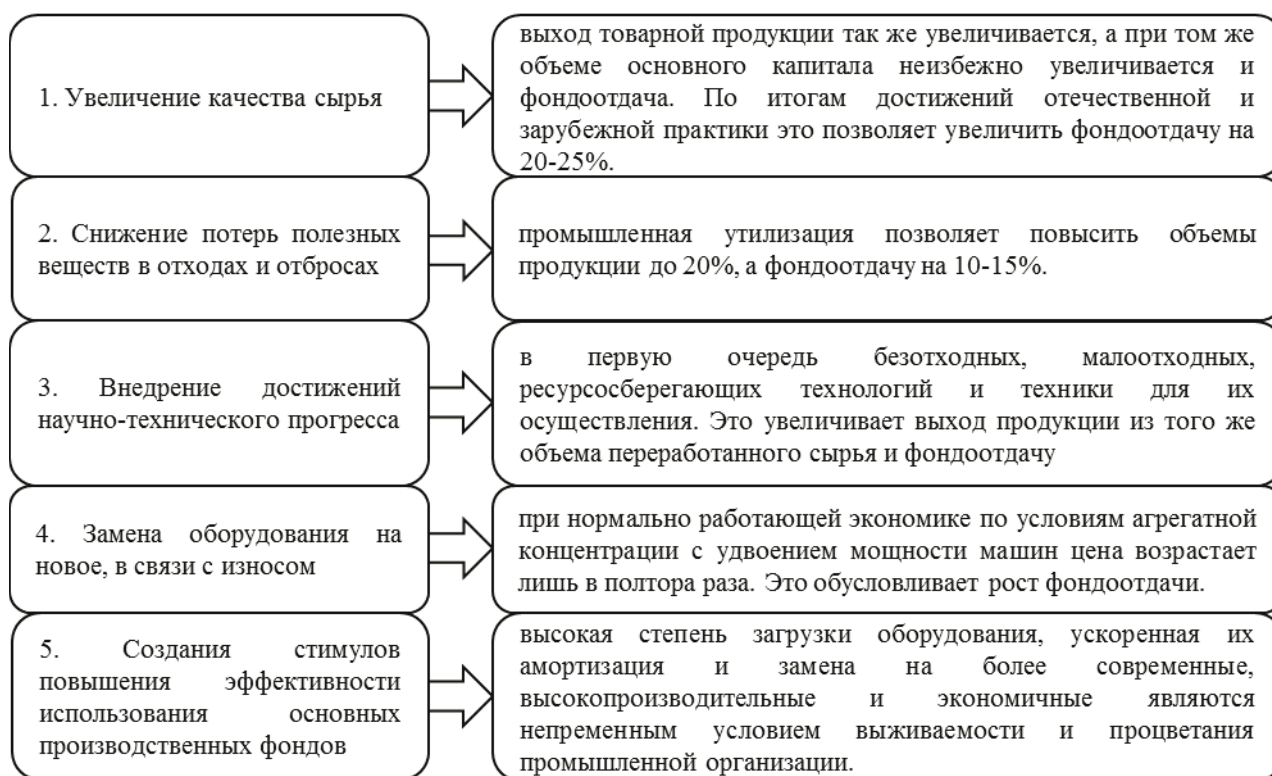 1. Увеличение качества сырья
выход товарной продукции так же увеличивается, а при том же
объеме основного капитала неизбежно увеличивается и
фондоотдача. По итогам достижений отечественной и
зарубежной практики это позволяет увеличить фондоотдачу на
20-25%.
2. Снижение потерь полезных
веществ в отходах и отбросах
промышленная утилизация позволяет повысить объемы
продукции до 20%, а фондоотдачу на 10-15%.
3. Внедрение достижений
научно-технического прогресса
в первую очередь безотходных, малоотходных,
ресурсосберегающих технологий и техники для их
осуществления. Это увеличивает выход продукции из того же
объема переработанного сырья и фондоотдачу
4. Замена оборудования на
новое, в связи с износом
при нормально работающей экономике по условиям агрегатной
концентрации с удвоением мощности машин цена возрастает
лишь в полтора раза. Это обусловливает рост фондоотдачи.
5. Создания стимулов
повышения эффективности
использования основных
производственных фондов
высокая степень загрузки оборудования, ускоренная их
амортизация и замена на более современные,
высокопроизводительные и экономичные являются
непременным условием выживаемости и процветания
промышленной организации.